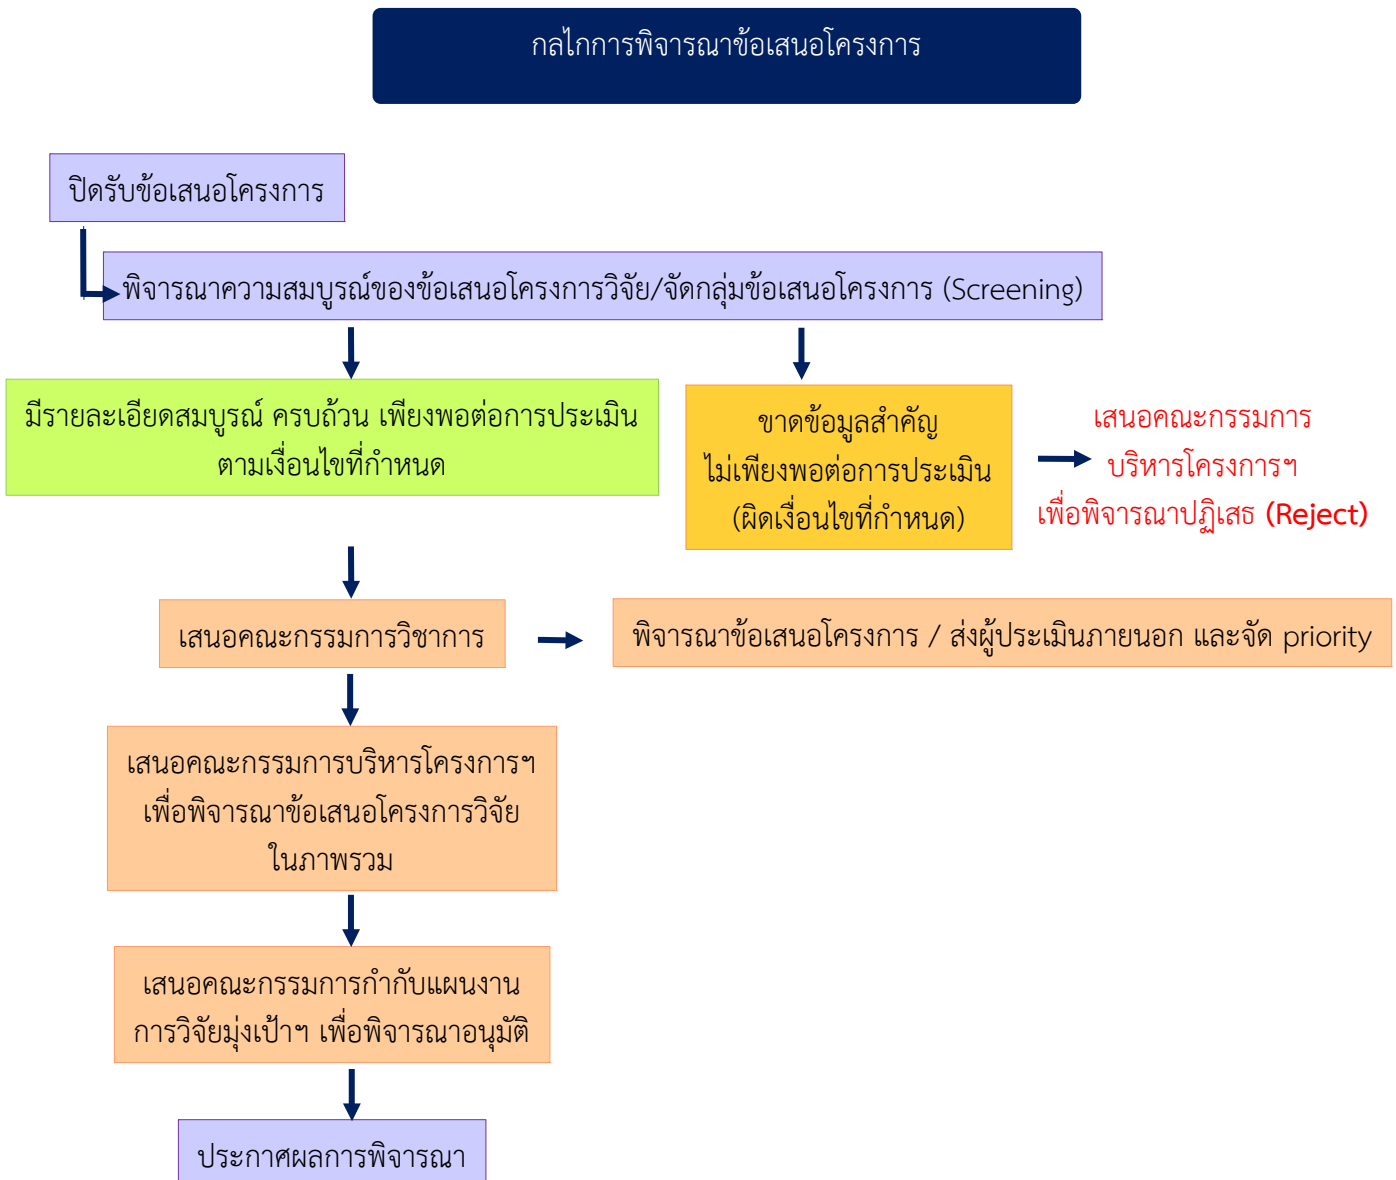 กลไกการพิจารณาข้อเสนอโครงการ
ปิดรับข้อเสนอโครงการ
พิจารณาความสมบูรณ์ของข้อเสนอโครงการวิจัย/จัดกลุ่มข้อเสนอโครงการ (Screening)
มีรายละเอียดสมบูรณ์ ครบถ้วน เพียงพอต่อการประเมิน
ตามเงื่อนไขที่กำหนด
ขาดข้อมูลสำคัญ
ไม่เพียงพอต่อการประเมิน
(ผิดเงื่อนไขที่กำหนด)
เสนอคณะกรรมการ
บริหารโครงการฯ
เพื่อพิจารณาปฏิเสธ (Reject)
เสนอคณะกรรมการวิชาการ
พิจารณาข้อเสนอโครงการ / ส่งผู้ประเมินภายนอก และจัด priority
เสนอคณะกรรมการบริหารโครงการฯ
เพื่อพิจารณาข้อเสนอโครงการวิจัย
ในภาพรวม
เสนอคณะกรรมการกำกับแผนงาน
การวิจัยมุ่งเป้าฯ เพื่อพิจารณาอนุมัติ
ประกาศผลการพิจารณา